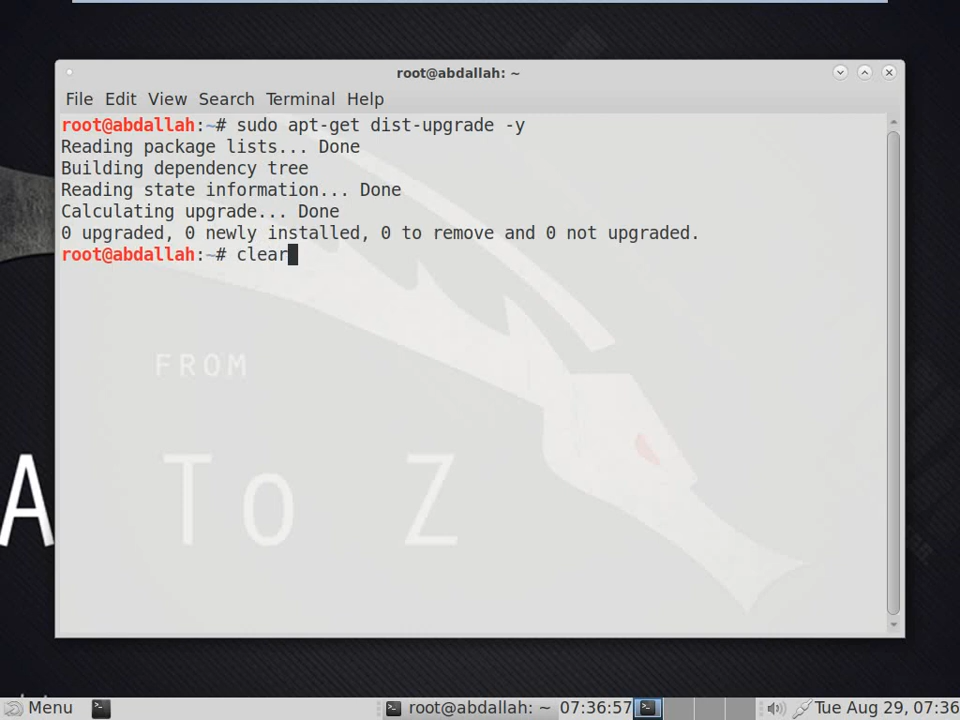 root@abdallah: ~
File Edit View Search Terminal Help
root@abdallah:~# sudo apt-get dist-upgrade -y
Reading package lists... Done
Building dependency tree
Reading state information... Done
Calculating upgrade... Done
0 upgraded, 0 newly installed, 0 to remove and 0 not upgraded.
root@abdallah:~# clear
FROM
A To Z
Menu root@abdallah: ~ 07:36:57 Tue Aug 29, 07:36